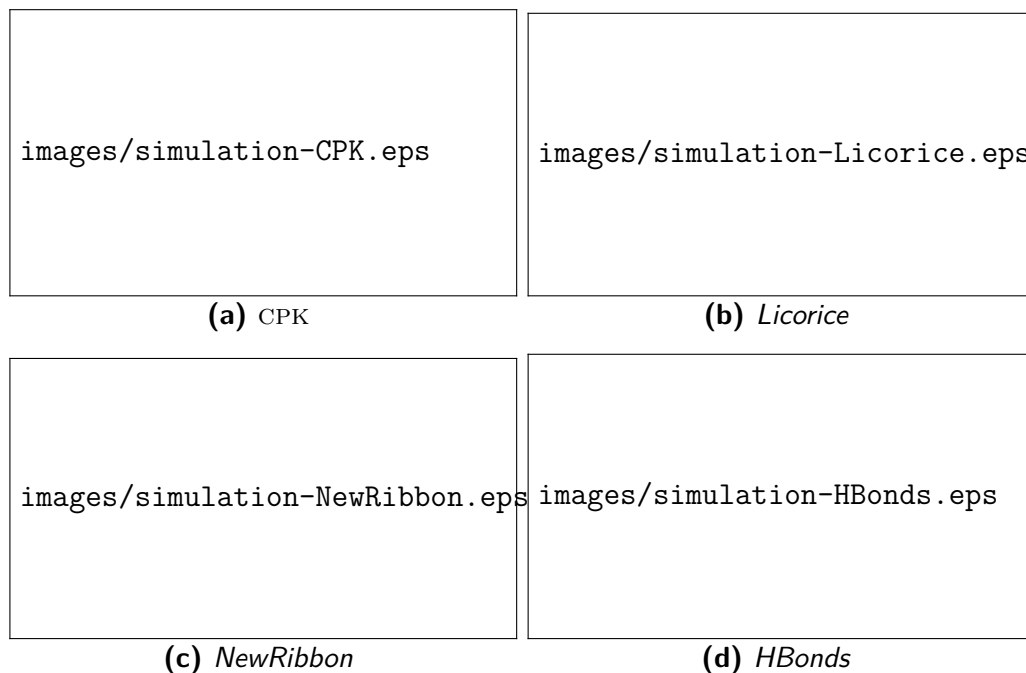 images/simulation-CPK.eps
images/simulation-Licorice.eps
(a) CPK
(b) Licorice
images/simulation-NewRibbon.eps
images/simulation-HBonds.eps
(c) NewRibbon
(d) HBonds